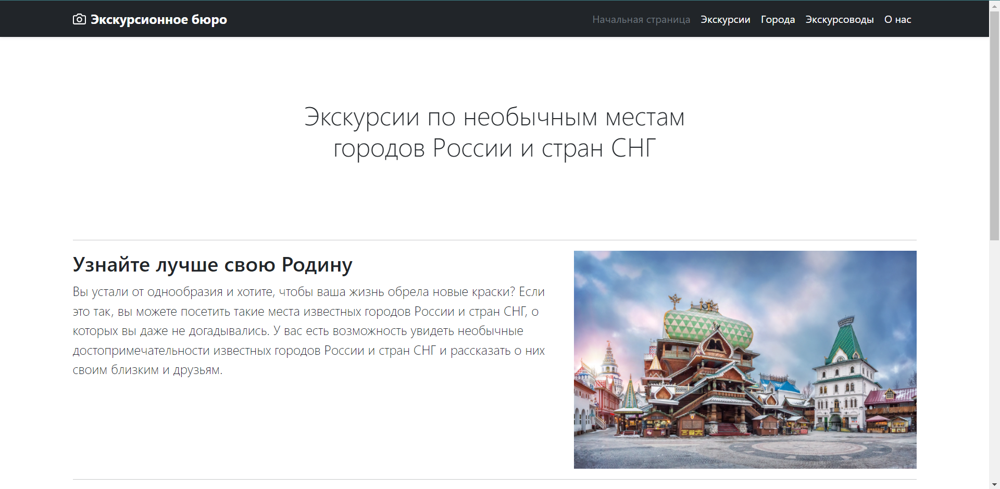 Экскурсионное бюро
Начальная страница Экскурсии Города Экскурсоводы О нас
Экскурсии по необычным местам
городов России и стран СНГ
Узнайте лучше свою Родину
Вы устали от однообразия и хотите, чтобы ваша жизнь обрела новые краски? Если
это так, вы можете посетить такие места известных городов России и стран СНГ, о
которых вы даже не догадывались. У вас есть возможность увидеть необычные
достопримечательности известных городов России и стран СНГ и рассказать о них
своим близким и друзьям.